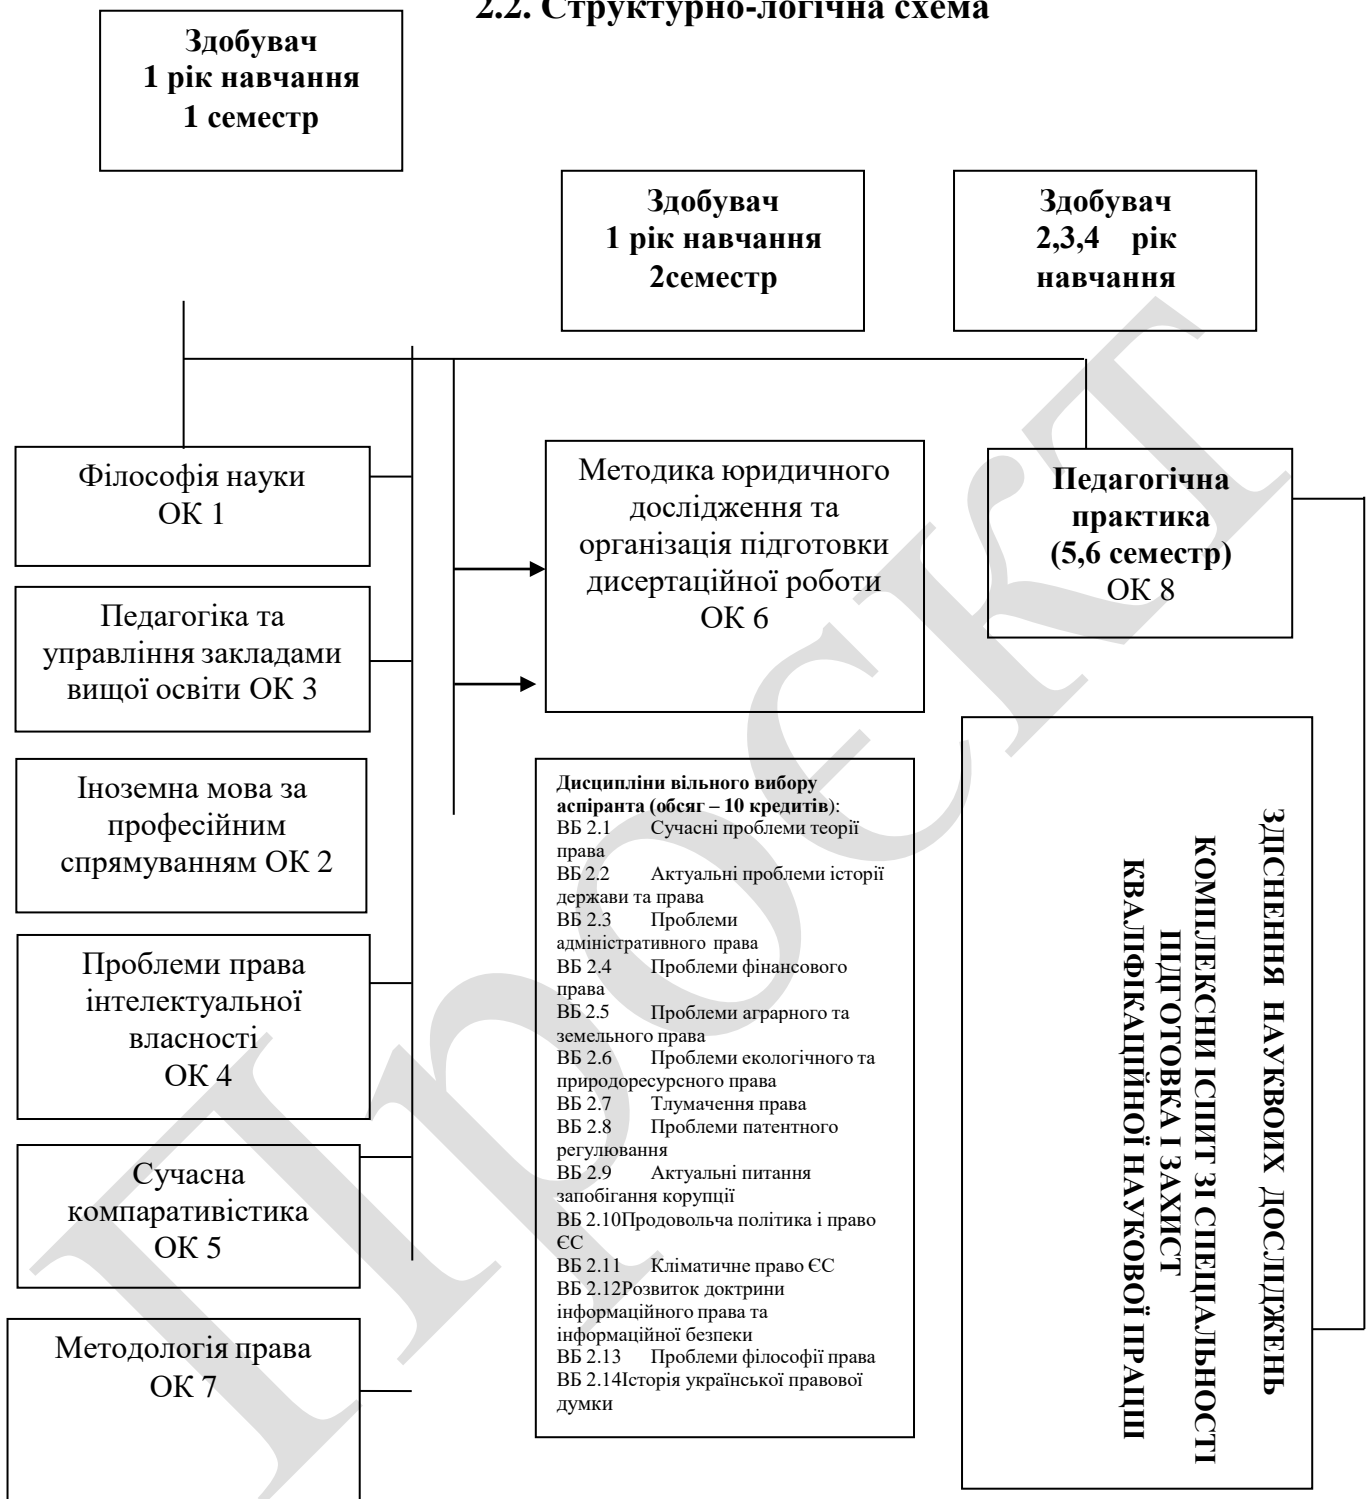 2.2. Структурно-логічна схема
Здобувач
1 рік навчання
1 семестр
Здобувач
1 рік навчання
2семестр
Здобувач
2,3,4 рік
навчання
Філософія науки
ОК 1
Педагогіка та
управління закладами
вищої освіти ОК 3
Іноземна мова за
професійним
спрямуванням ОК 2
Проблеми права
інтелектуальної
власності
ОК 4
Сучасна
компаративістика
ОК 5
Методологія права
ОК 7
Методика юридичного
дослідження та
організація підготовки
дисертаційної роботи
ОК 6
Дисципліни вільного вибору
аспіранта (обсяг – 10 кредитів):
ВБ 2.1 Сучасні проблеми теорії
права
ВБ 2.2 Актуальні проблеми історії
держави та права
ВБ 2.3 Проблеми
адміністративного права
ВБ 2.4 Проблеми фінансового
права
ВБ 2.5 Проблеми аграрного та
земельного права
ВБ 2.6 Проблеми екологічного та
природоресурсного права
ВБ 2.7 Тлумачення права
ВБ 2.8 Проблеми патентного
регулювання
ВБ 2.9 Актуальні питання
запобігання корупції
ВБ 2.10Продовольча політика і право
ЄС
ВБ 2.11 Кліматичне право ЄС
ВБ 2.12Розвиток доктрини
інформаційного права та
інформаційної безпеки
ВБ 2.13 Проблеми філософії права
ВБ 2.14Історія української правової
думки
Педагогічна
практика
(5,6 семестр)
ОК 8
ЗДІСНЕННЯ НАУКВОИХ ДОСЛІДЖЕНЬ
КОМПЛЕКСНИ ІСПИТ ЗІ СПЕЦІАЛЬНОСТІ
ПІДГОТОВКА І ЗАХИСТ
КВАЛІФІКАЦІЙНОЇ НАУКОВОЇ ПРАЦІІІ
Проєкт